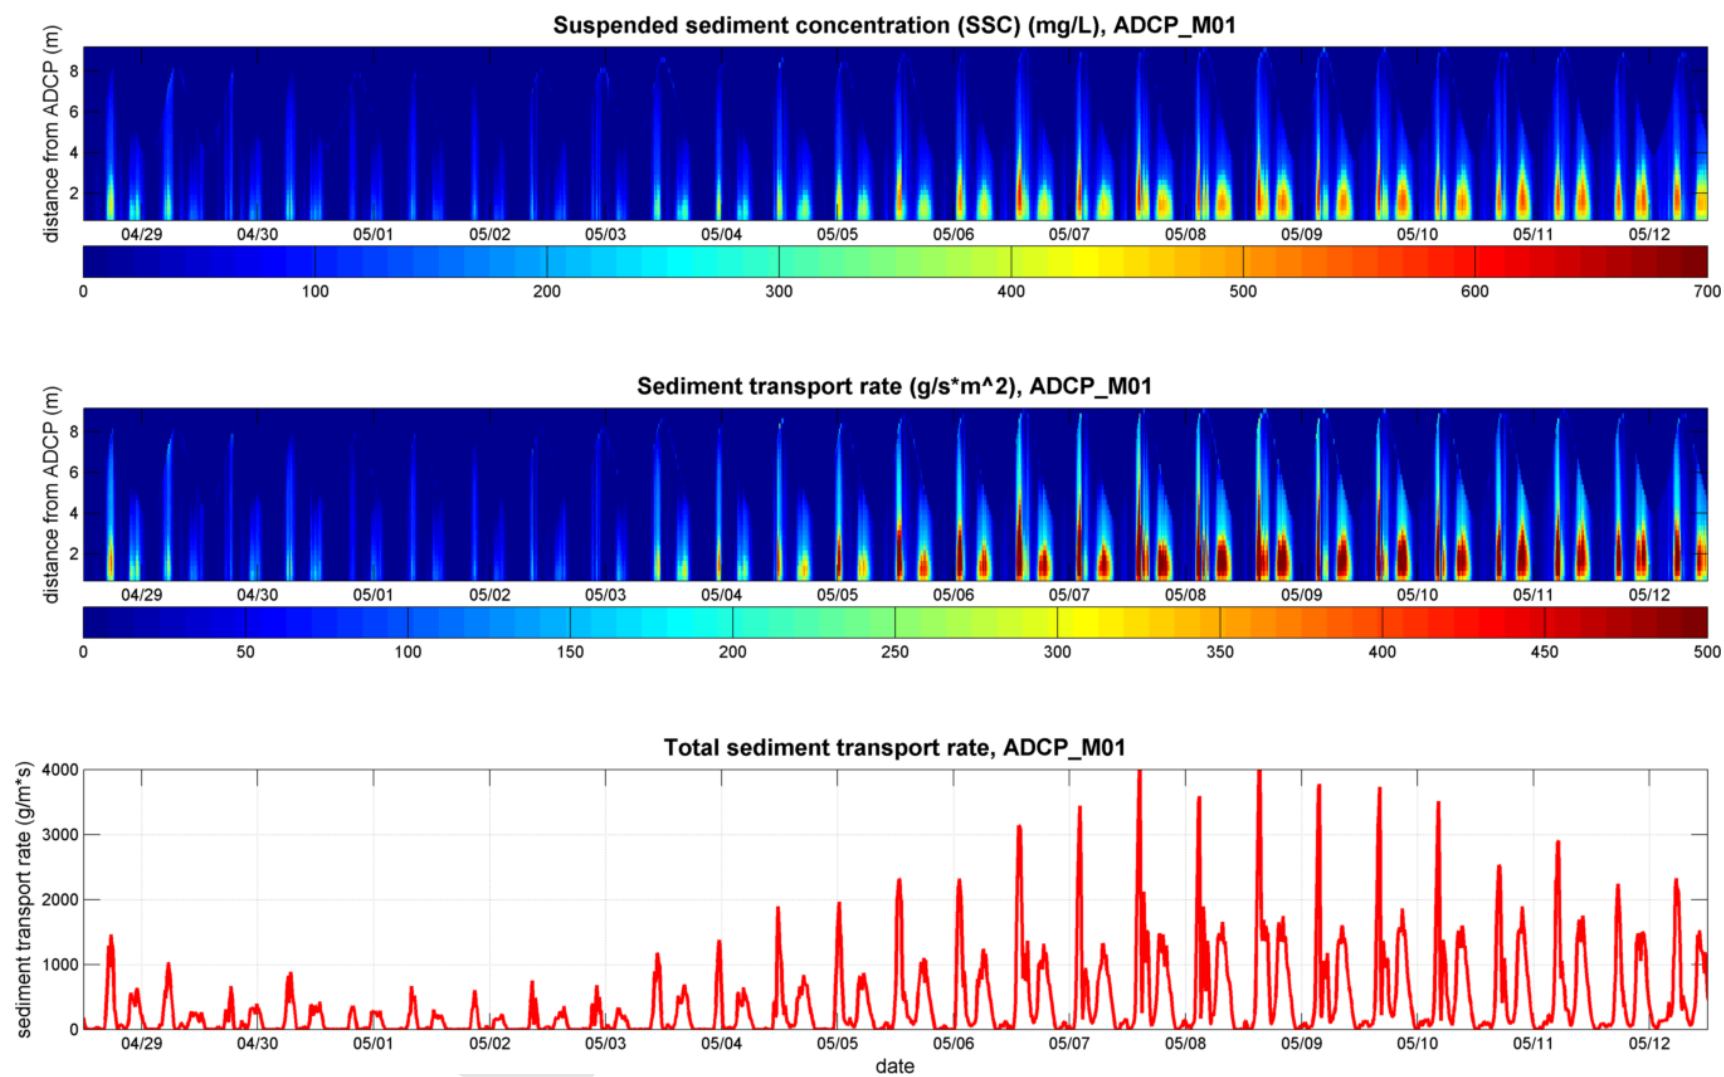 Suspended sediment concentration (SSC) (mg/L), ADCP_M01
distance from ADCP (m)
8
6
4
2
04/29 04/30 05/01 05/02 05/03 05/04 05/05 05/06 05/07 05/08 05/09 05/10 05/11 05/12
0 100 200 300 400 500 600 700
Sediment transport rate (g/s*m^2), ADCP_M01
distance from ADCP (m)
8
6
4
2
04/29 04/30 05/01 05/02 05/03 05/04 05/05 05/06 05/07 05/08 05/09 05/10 05/11 05/12
0 50 100 150 200 250 300 350 400 450 500
Total sediment transport rate, ADCP_M01
sediment transport rate (g/m*s)
4000
3000
2000
1000
0
04/29 04/30 05/01 05/02 05/03 05/04 05/05 05/06 05/07 05/08 05/09 05/10 05/11 05/12
date